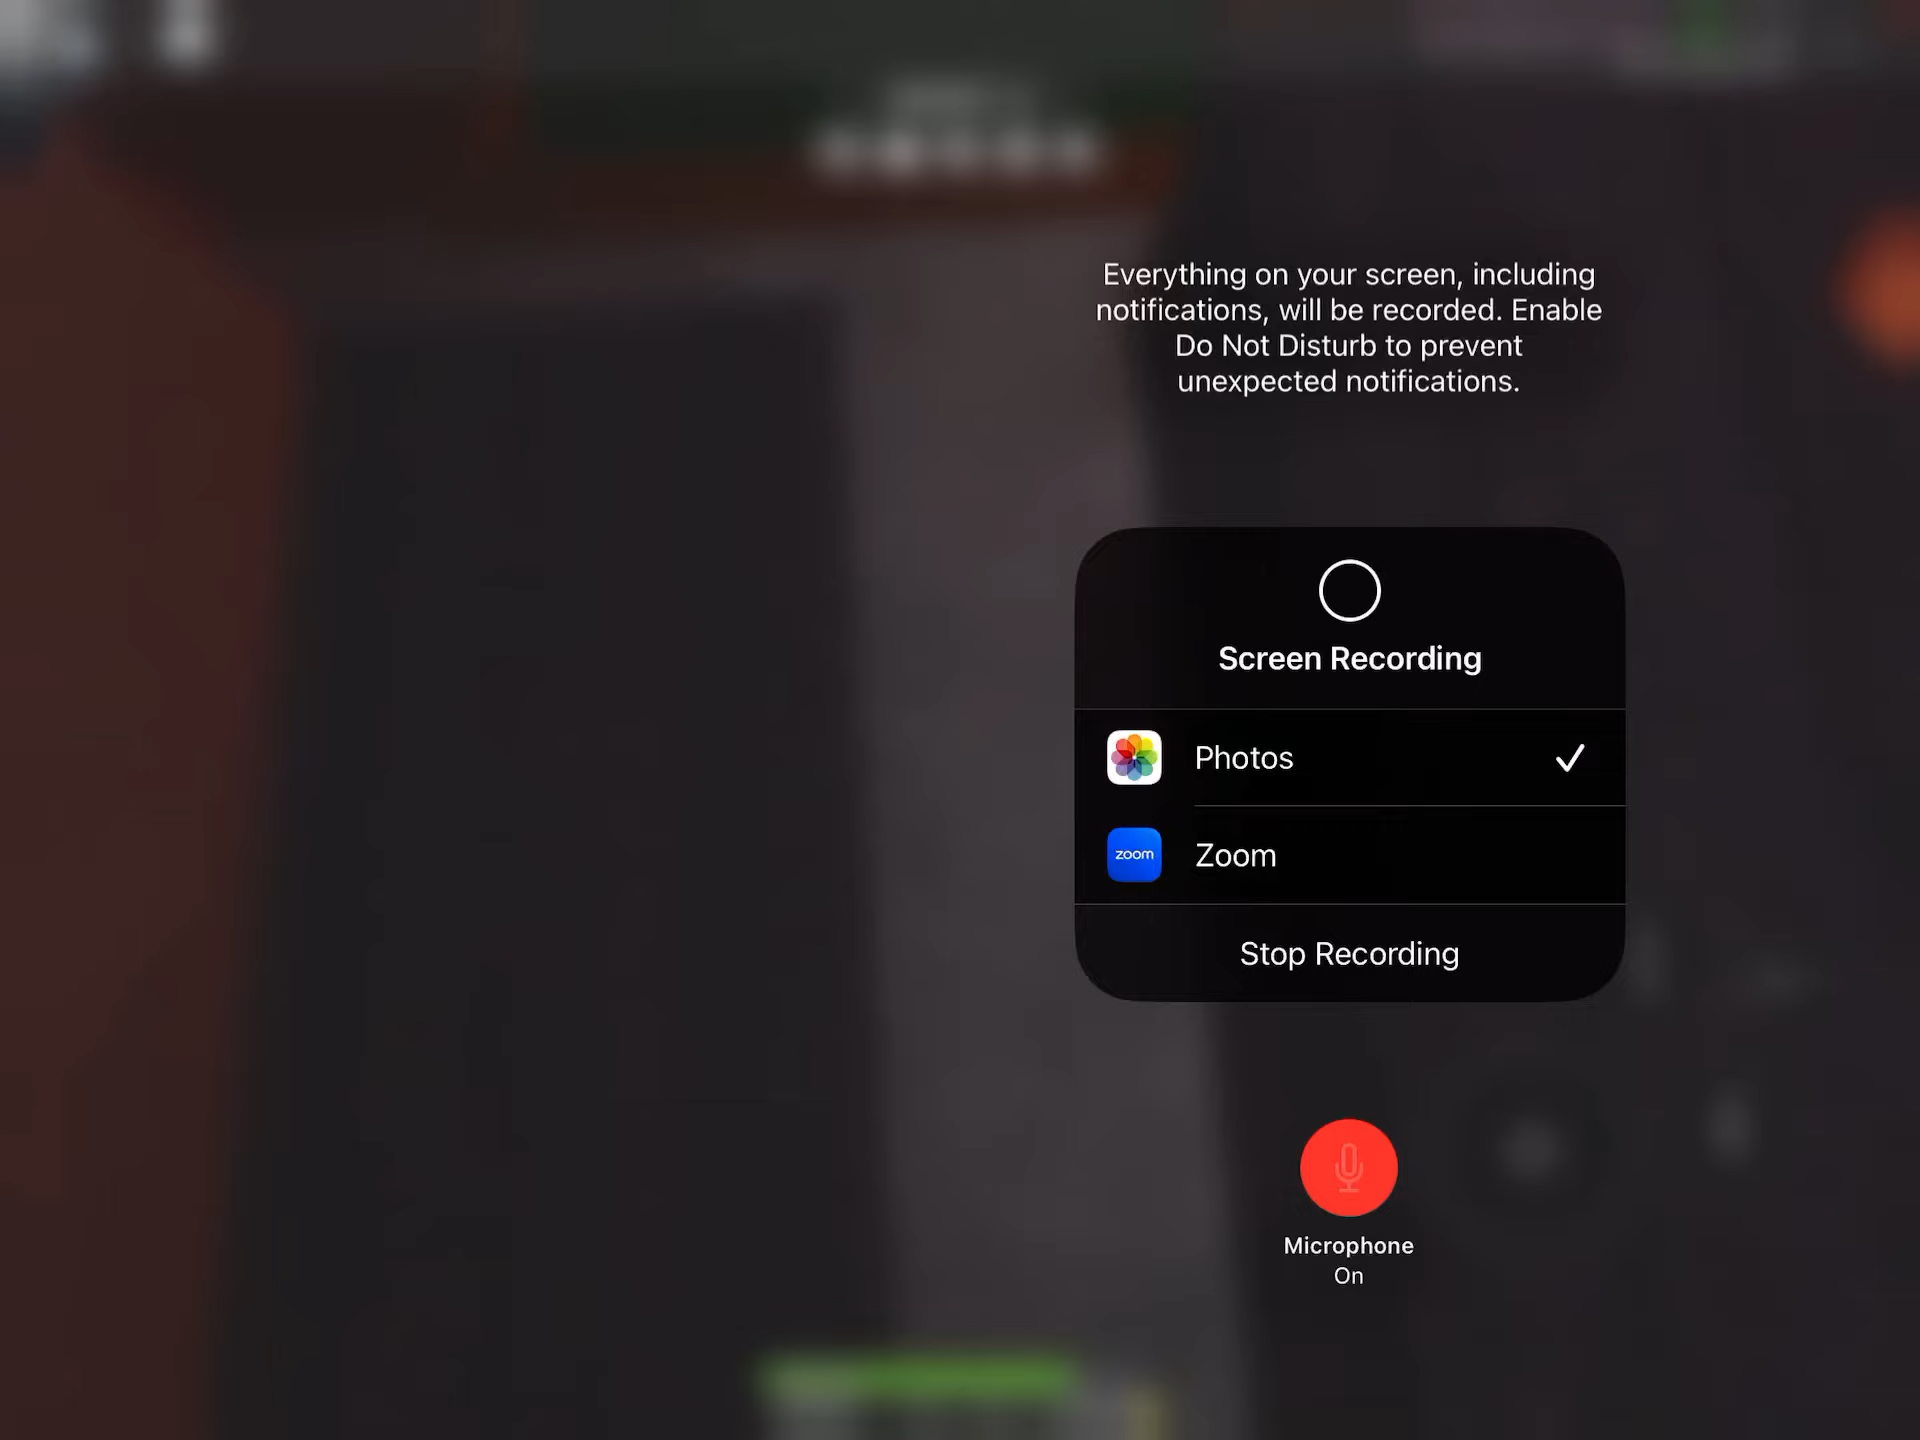 Everything on your screen, including
notifications, will be recorded. Enable
Do Not Disturb to prevent
unexpected notifications.
Screen Recording
Photos
zoom
Zoom
Stop Recording
Microphone
On